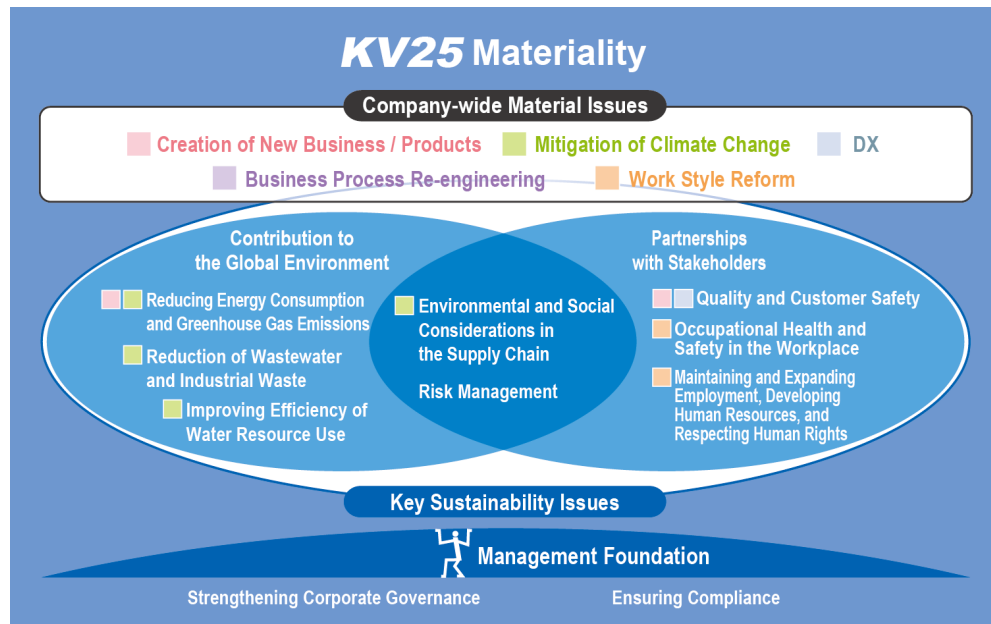 KV25 Materiality
Company-wide Material Issues
Creation of New Business / Products
Mitigation of Climate Change
DX
Business Process Re-engineering
Work Style Reform
Contribution to
the Global Environment
Reducing Energy Consumption
and Greenhouse Gas Emissions
Reduction of Wastewater
and Industrial Waste
Improving Efficiency of
Water Resource Use
Environmental and Social
Considerations in
the Supply Chain
Risk Management
Partnerships
with Stakeholders
Quality and Customer Safety
Occupational Health and
Safety in the Workplace
Maintaining and Expanding
Employment, Developing
Human Resources, and
Respecting Human Rights
Key Sustainability Issues
Management Foundation
Strengthening Corporate Governance
Ensuring Compliance